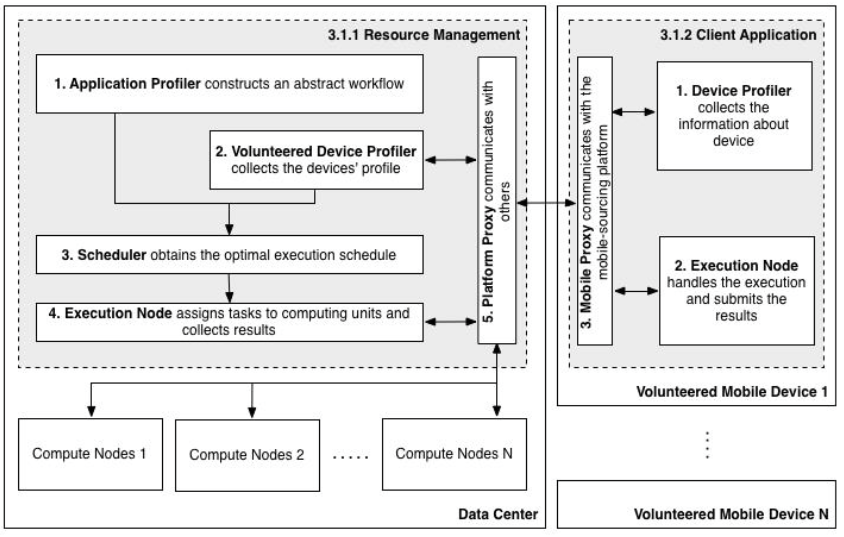 3.1.1 Resource Management
1. Application Profiler constructs an abstract workflow
2. Volunteered Device Profiler
collects the devices' profile
3. Scheduler obtains the optimal execution schedule
4. Execution Node assigns tasks to computing units and
collects results
5. Platform Proxy communicates with
others
Compute Nodes 1
Compute Nodes 2
.....
Compute Nodes N
Data Center
3.1.2 Client Application
3. Mobile Proxy communicates with the
mobile-sourcing platform
1. Device Profiler
collects the
information about
device
2. Execution Node
handles the execution
and submits the
results
Volunteered Mobile Device 1
Volunteered Mobile Device N